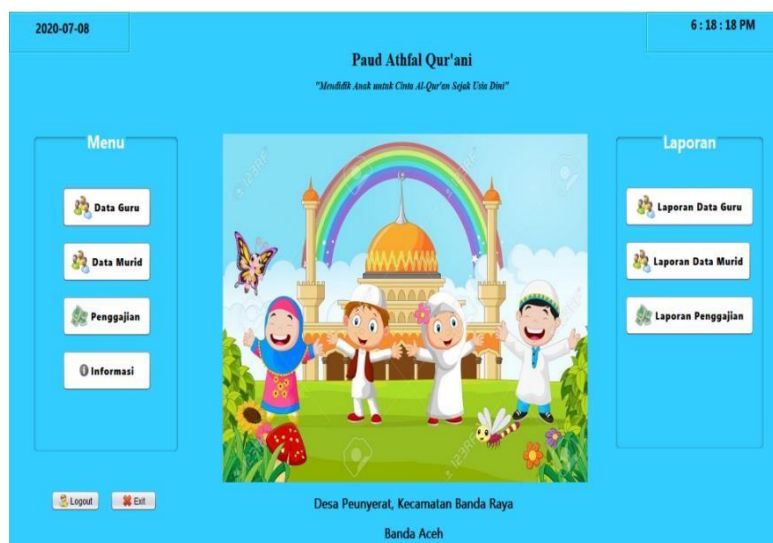 2020-07-08
6 : 18 : 18 PM
Paud Athfal Qur'ani
"Mendidik Anak untuk Cinta Al-Qur'an Sejak Usia Dini"
Menu
Data Guru
Data Murid
Penggajian
Informasi
Laporan
Laporan Data Guru
Laporan Data Murid
Laporan Penggajian
123RF
123RF
Logout
Exit
Desa Peunyerat, Kecamatan Banda Raya
Banda Aceh